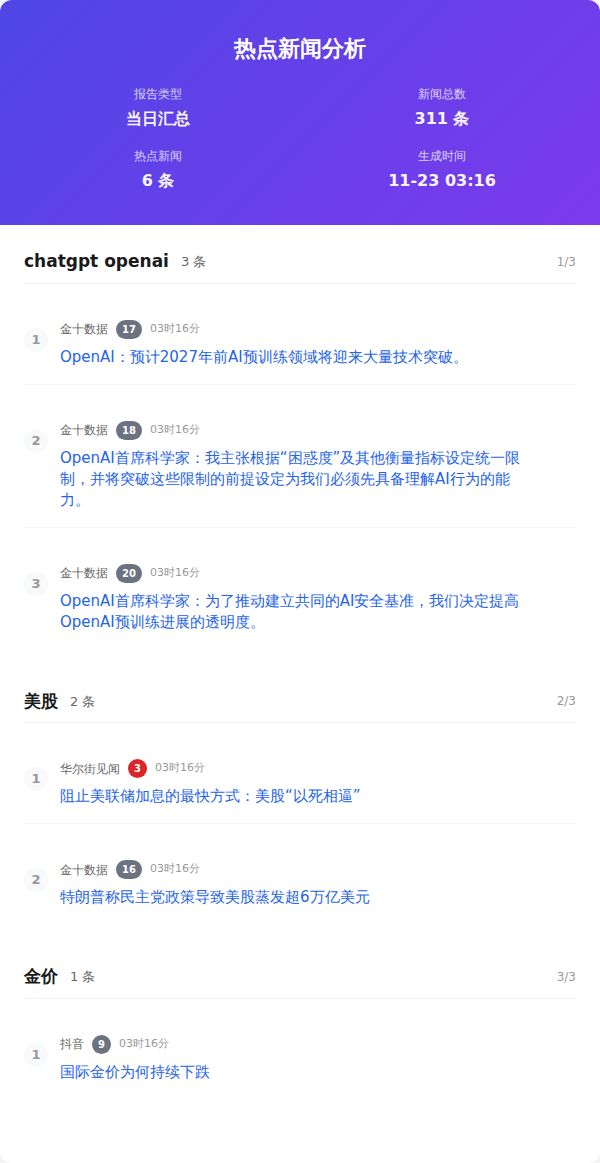 热点新闻分析
报告类型
当日汇总
新闻总数
311 条
热点新闻
6 条
生成时间
11-23 03:16
chatgpt openai 3 条 1/3
1
金十数据 17 03时16分
OpenAI：预计2027年前AI预训练领域将迎来大量技术突破。
2
金十数据 18 03时16分
OpenAI首席科学家：我主张根据“困惑度”及其他衡量指标设定统一限
制，并将突破这些限制的前提设定为我们必须先具备理解AI行为的能
力。
3
金十数据 20 03时16分
OpenAI首席科学家：为了推动建立共同的AI安全基准，我们决定提高
OpenAI预训练进展的透明度。
美股 2 条 2/3
1
华尔街见闻 3 03时16分
阻止美联储加息的最快方式：美股“以死相逼”
2
金十数据 16 03时16分
特朗普称民主党政策导致美股蒸发超6万亿美元
金价 1 条 3/3
1
抖音 9 03时16分
国际金价为何持续下跌